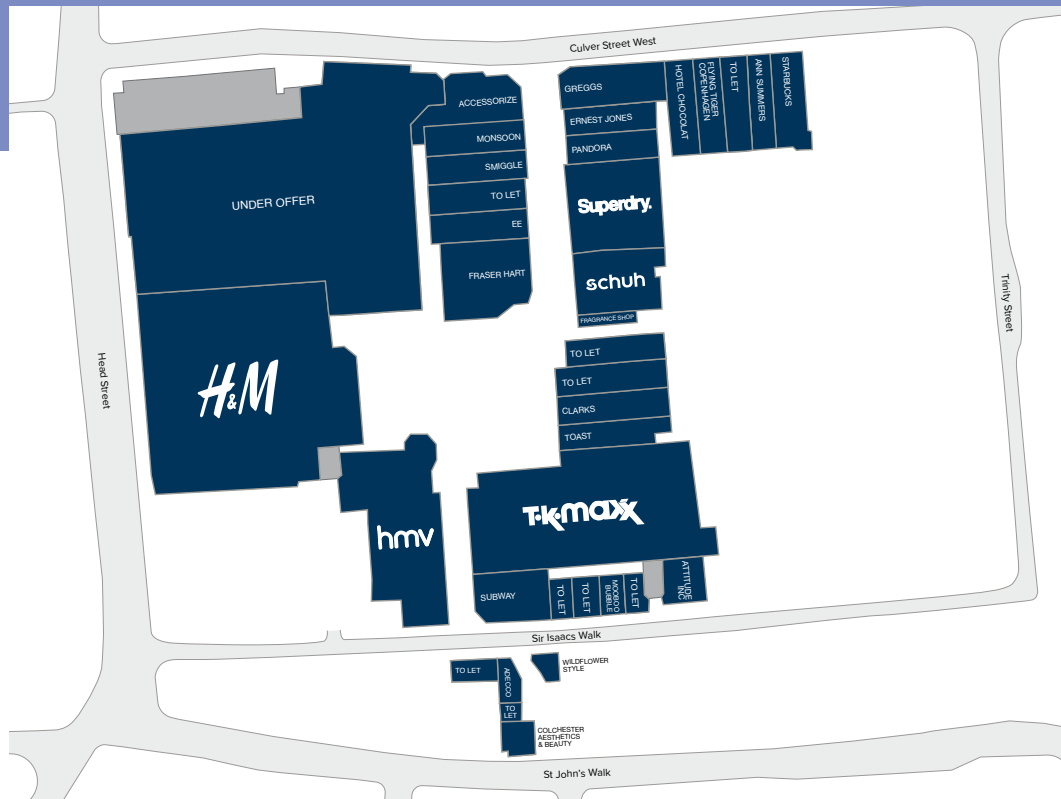 Culver Street West
GREGGS
HOTEL CHOCOLAT
FLYING TIGER
COPENHAGEN
TO LET
ANN SUMMERS
STARBUCKS
ACCESSORIZE
ERNEST JONES
MONSOON
PANDORA
SMIGGLE
TO LET
UNDER OFFER
Superdry.
EE
FRASER HART
schuh
FRAGRANCE SHOP
Trinity Street
Head Street
H&M
TO LET
TO LET
CLARKS
TOAST
T·K·maxx
hmv
SUBWAY
TO LET
TO LET
MOOBOO
BUBBLE
TO LET
ATTITUDE
INC
Sir Isaacs Walk
TO LET
ADECCO
WILDFLOWER
STYLE
TO
LET
COLCHESTER
AESTHETICS
& BEAUTY
St John's Walk